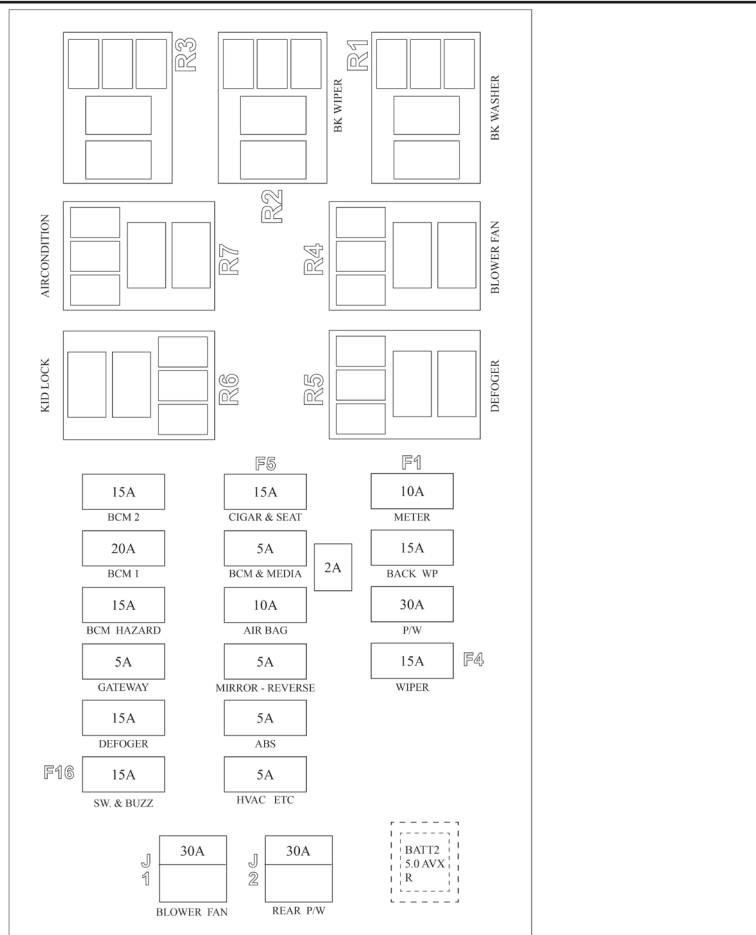 R3
R1
BK WIPER
BK WASHER
R2
AIRCONDITION
R7
R4
BLOWER FAN
KID LOCK
R6
R5
DEFOGER
F5
F1
15A
15A
10A
BCM 2
CIGAR & SEAT
METER
20A
5A
2A
15A
BCM 1
BCM & MEDIA
BACK WP
15A
10A
30A
BCM HAZARD
AIR BAG
P/W
5A
5A
15A
F4
GATEWAY
MIRROR - REVERSE
WIPER
15A
5A
DEFOGER
ABS
F16
15A
5A
SW. & BUZZ
HVAC ETC
J
1
30A
J
2
30A
BLOWER FAN
REAR P/W
BATT2
5.0 AVX
R